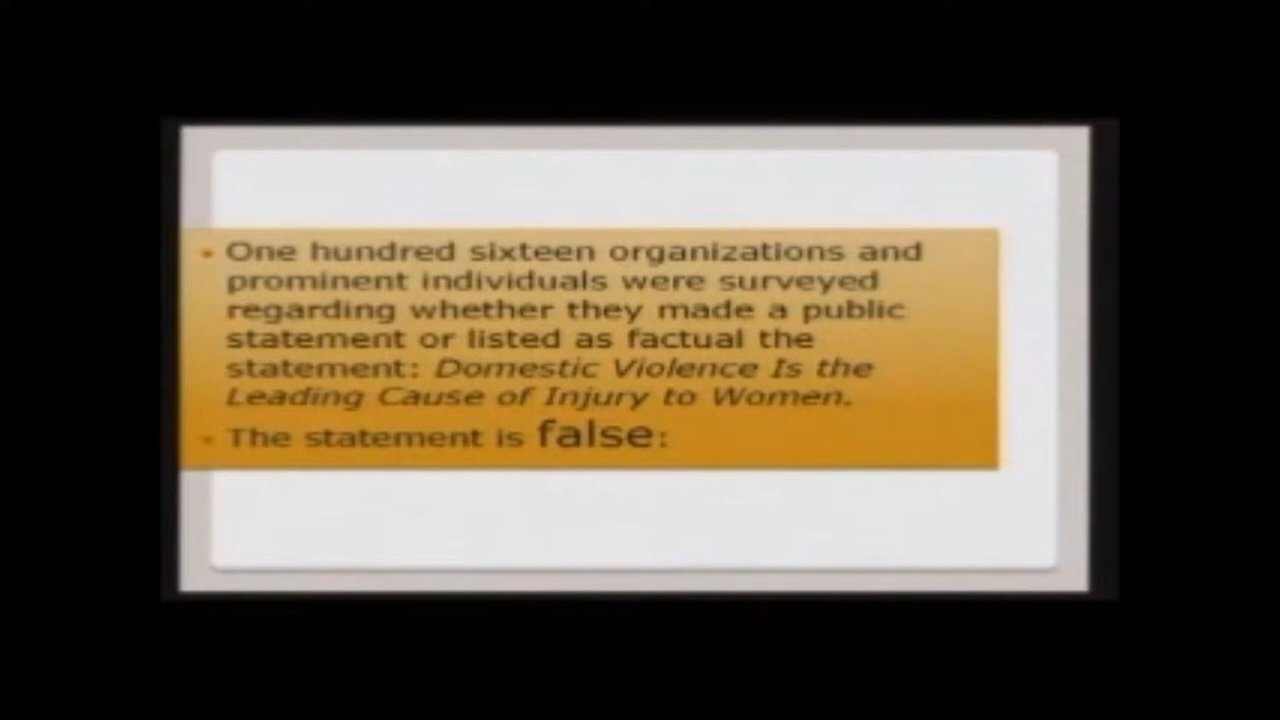 • One hundred sixteen organizations and
prominent individuals were surveyed
regarding whether they made a public
statement or listed as factual the
statement: Domestic Violence Is the
Leading Cause of Injury to Women.
• The statement is false: